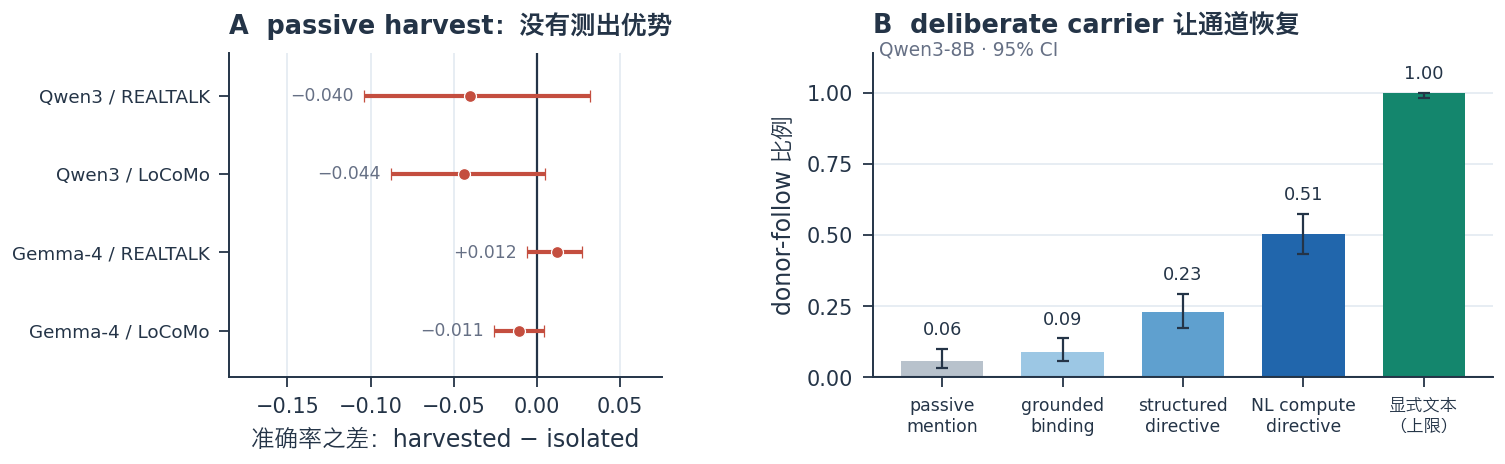 A passive harvest：没有测出优势
Qwen3 / REALTALK
−0.040
Qwen3 / LoCoMo
−0.044
Gemma-4 / REALTALK
+0.012
Gemma-4 / LoCoMo
−0.011
−0.15 −0.10 −0.05 0.00 0.05
准确率之差：harvested − isolated
B deliberate carrier 让通道恢复
Qwen3-8B · 95% CI
donor-follow 比例
1.00
0.75
0.50
0.25
0.00
0.06
0.09
0.23
0.51
1.00
passive
mention
grounded
binding
structured
directive
NL compute
directive
显式文本
（上限）